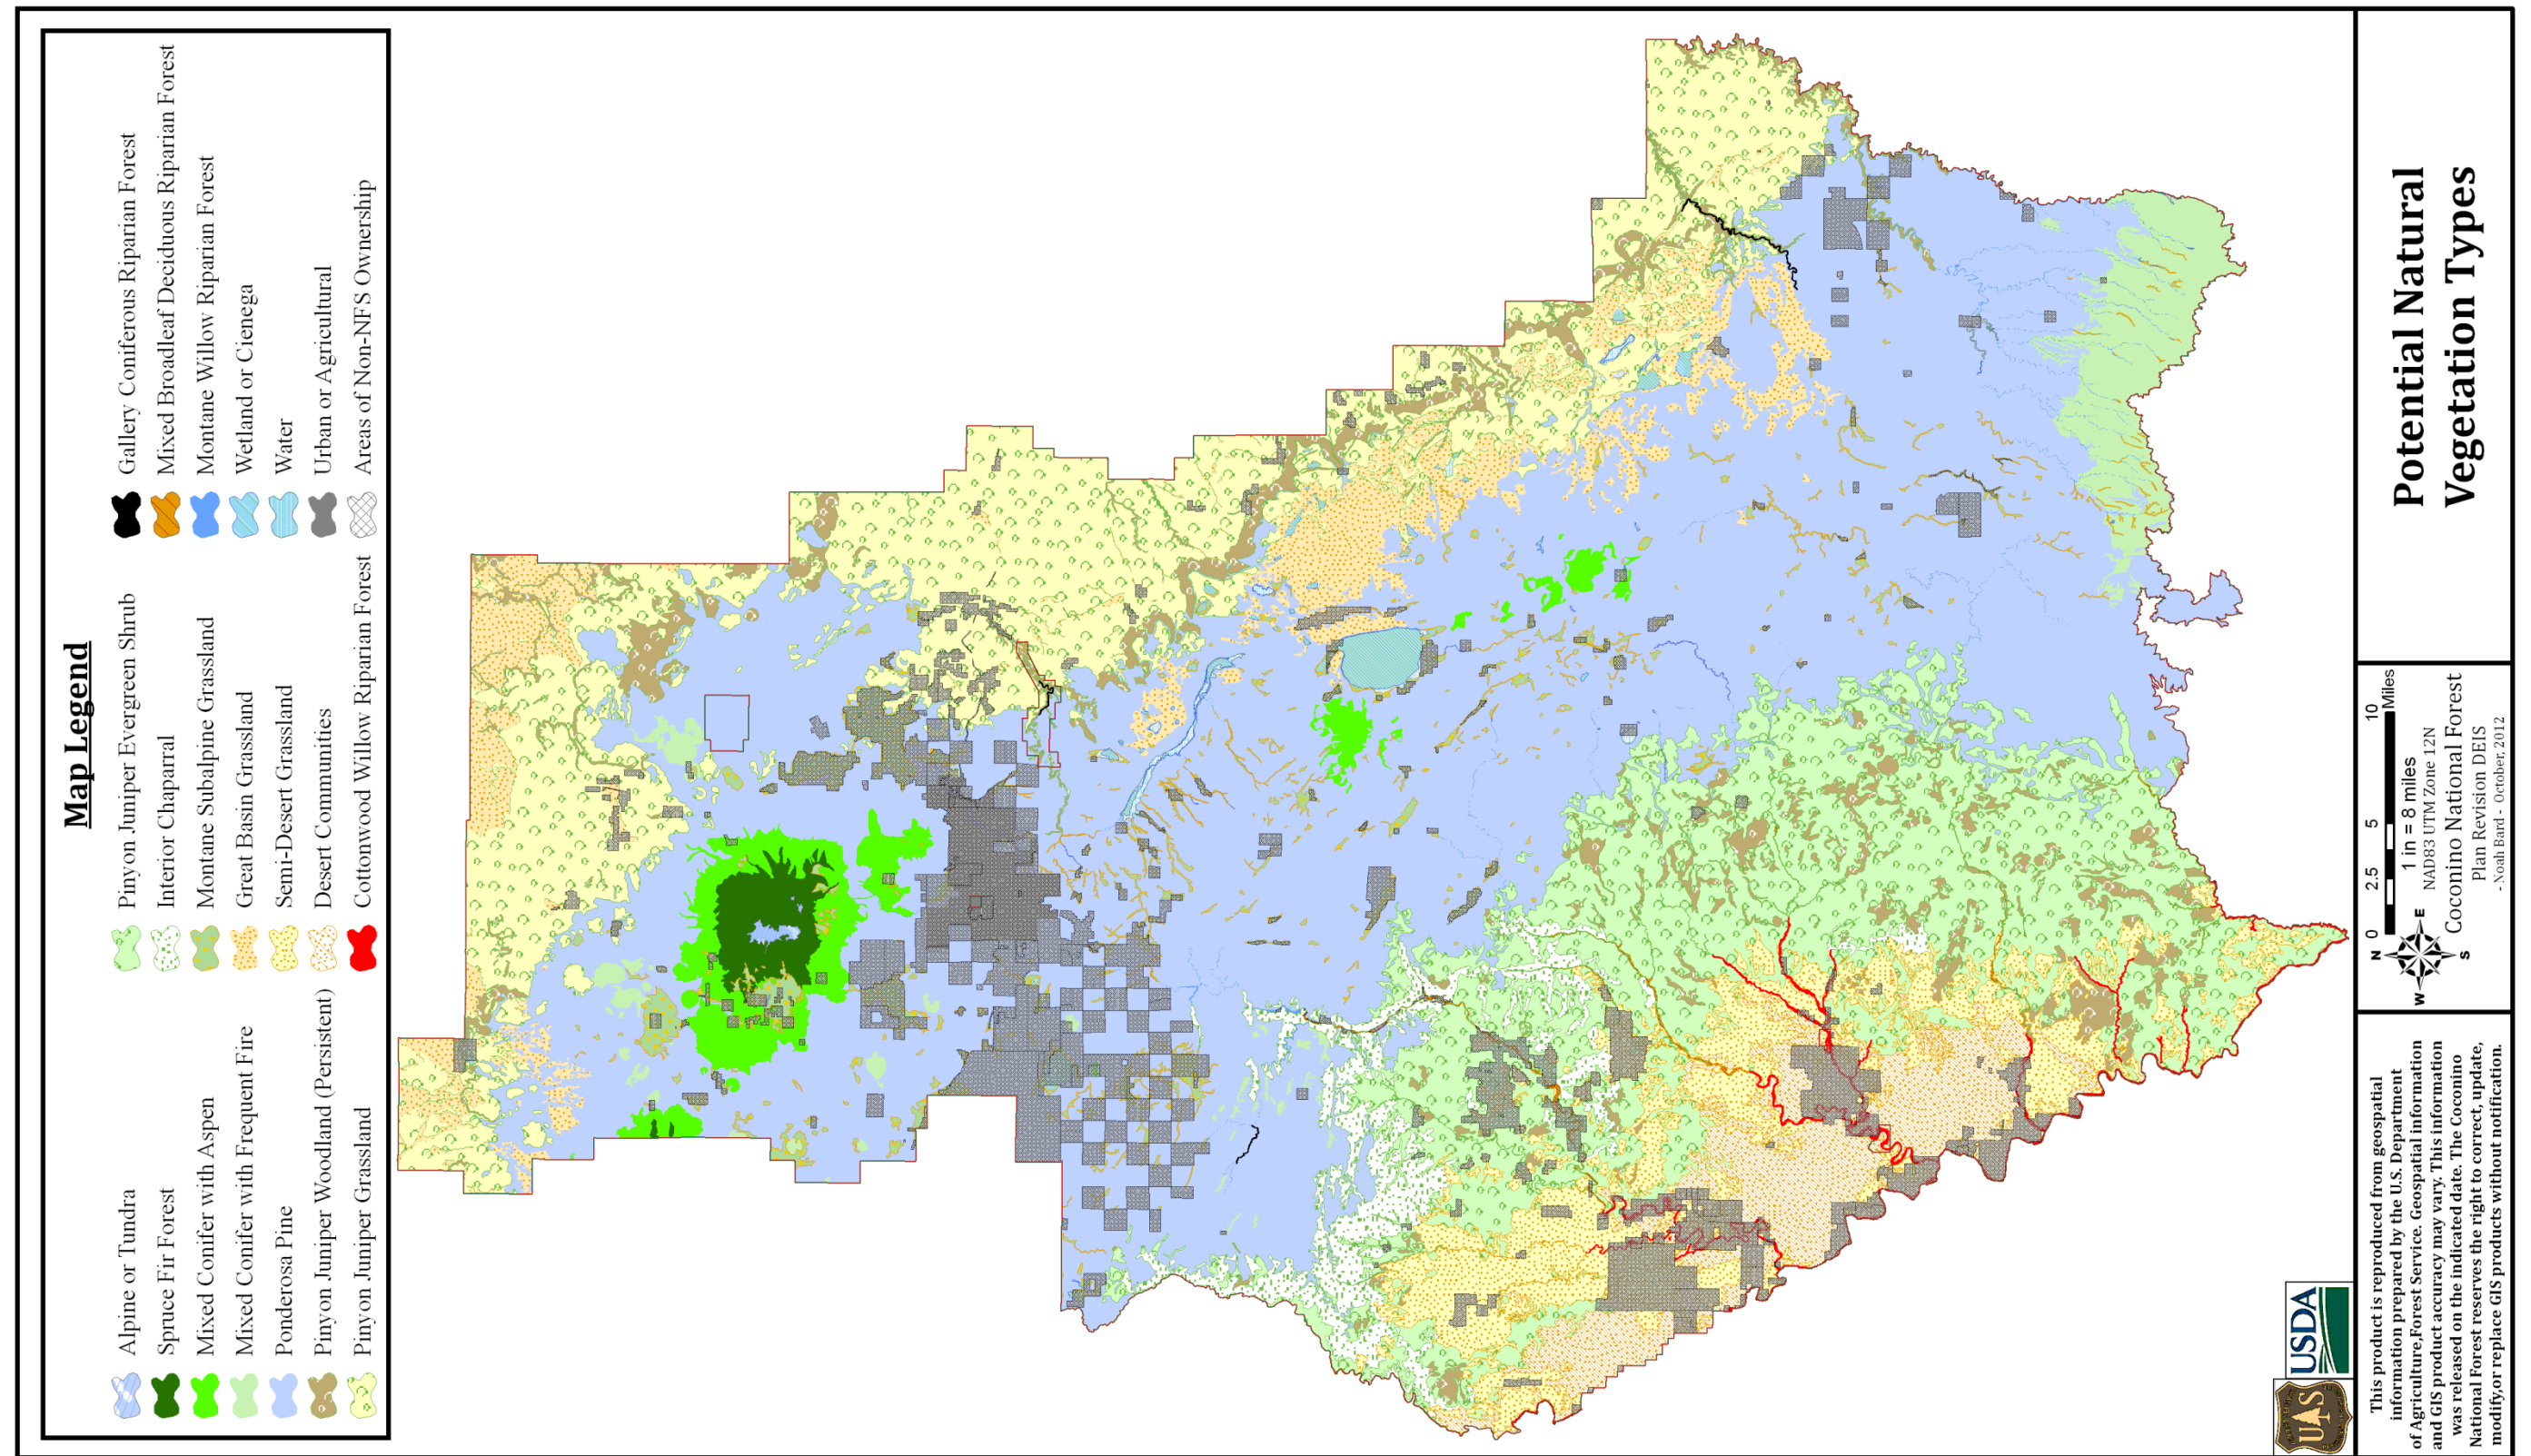 Map Legend
Alpine or Tundra
Spruce Fir Forest
Mixed Conifer with Aspen
Mixed Conifer with Frequent Fire
Ponderosa Pine
Pinyon Juniper Woodland (Persistent)
Pinyon Juniper Grassland
Pinyon Juniper Evergreen Shrub
Interior Chaparral
Montane Subalpine Grassland
Great Basin Grassland
Semi-Desert Grassland
Desert Communities
Cottonwood Willow Riparian Forest
Gallery Coniferous Riparian Forest
Mixed Broadleaf Deciduous Riparian Forest
Montane Willow Riparian Forest
Wetland or Cienega
Water
Urban or Agricultural
Areas of Non-NFS Ownership
USDA
U S
This product is reproduced from geospatial
information prepared by the U.S. Department
of Agriculture,Forest Service. Geospatial information
and GIS product accuracy may vary. This information
was released on the indicated date. The Coconino
National Forest reserves the right to correct, update,
modify,or replace GIS products without notification.
N
W E
S
0 2.5 5 10
Miles
1 in = 8 miles
NAD83 UTM Zone 12N
Coconino National Forest
Plan Revision DEIS
- Noah Bard - October, 2012
Potential Natural
Vegetation Types